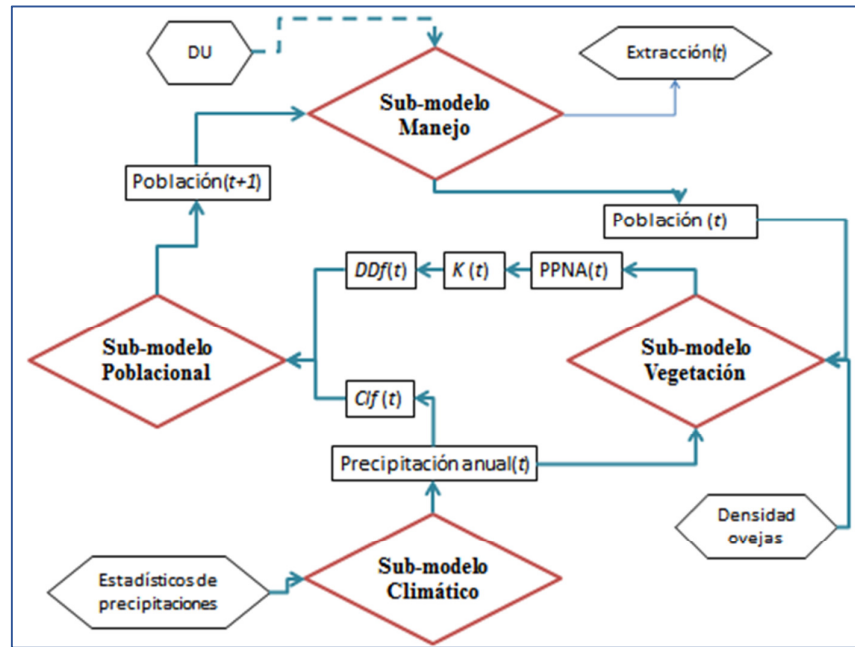 DU
Extracción(t)
Sub-modelo
Manejo
Población(t+1)
Población (t)
DDf(t)
K (t)
PPNA(t)
Sub-modelo
Poblacional
Sub-modelo
Vegetación
CIf (t)
Precipitación anual(t)
Densidad
ovejas
Estadísticos de
precipitaciones
Sub-modelo
Climático